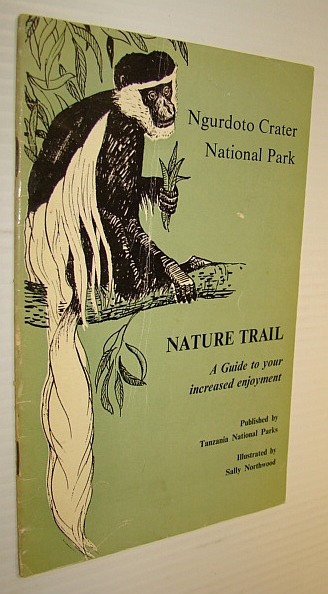 Ngurdoto Crater
National Park
NATURE TRAIL
A Guide to your
increased enjoyment
Published by
Tanzania National Parks
Illustrated by
Sally Northwood